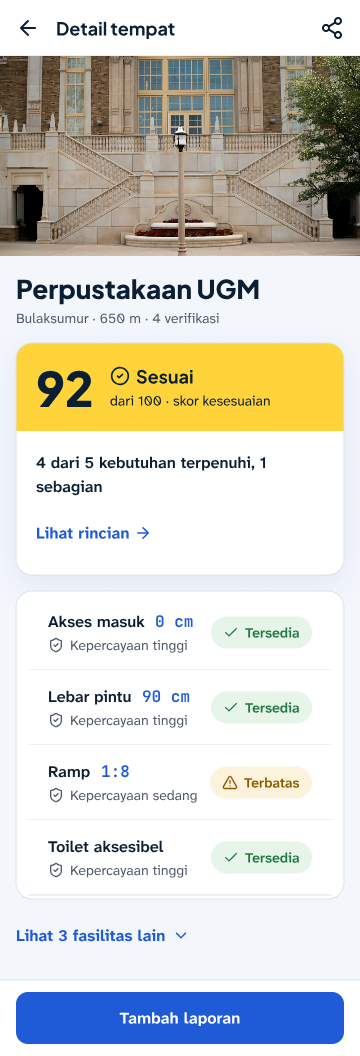 Detail tempat
Perpustakaan UGM
Bulaksumur · 650 m · 4 verifikasi
92
Sesuai
dari 100 · skor kesesuaian
4 dari 5 kebutuhan terpenuhi, 1
sebagian
Lihat rincian
Akses masuk 0 cm
Kepercayaan tinggi
Tersedia
Lebar pintu 90 cm
Kepercayaan tinggi
Tersedia
Ramp 1:8
Kepercayaan sedang
Terbatas
Toilet aksesibel
Kepercayaan tinggi
Tersedia
Lihat 3 fasilitas lain
Tambah laporan